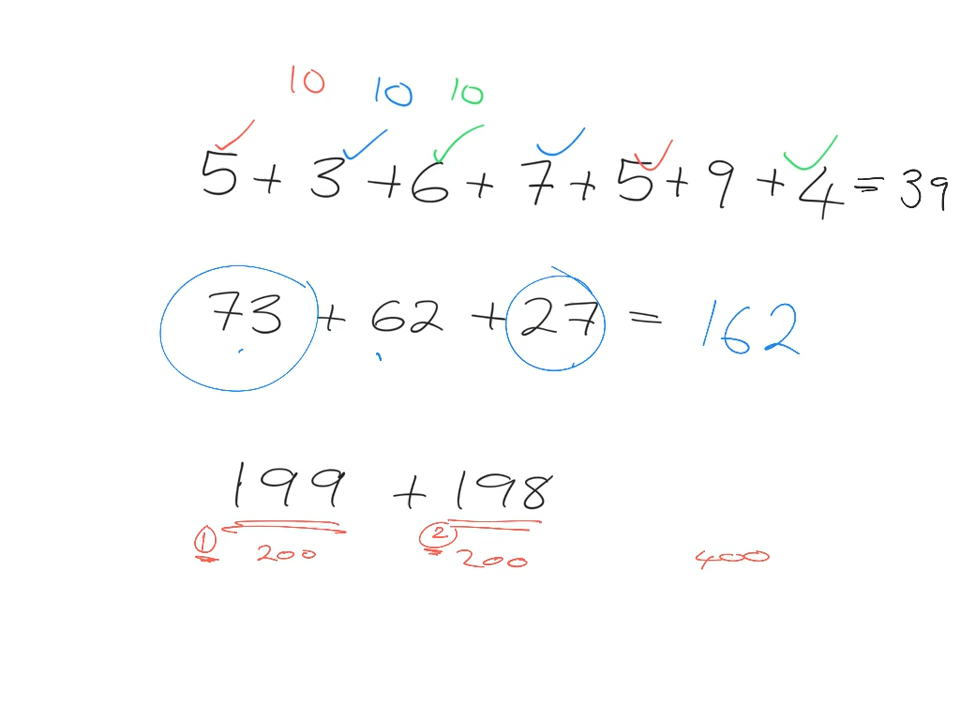 10 10 10
5 + 3 + 6 + 7 + 5 + 9 + 4 = 39
73 + 62 + 27 = 162
199 + 198
① 200 ② 200 400